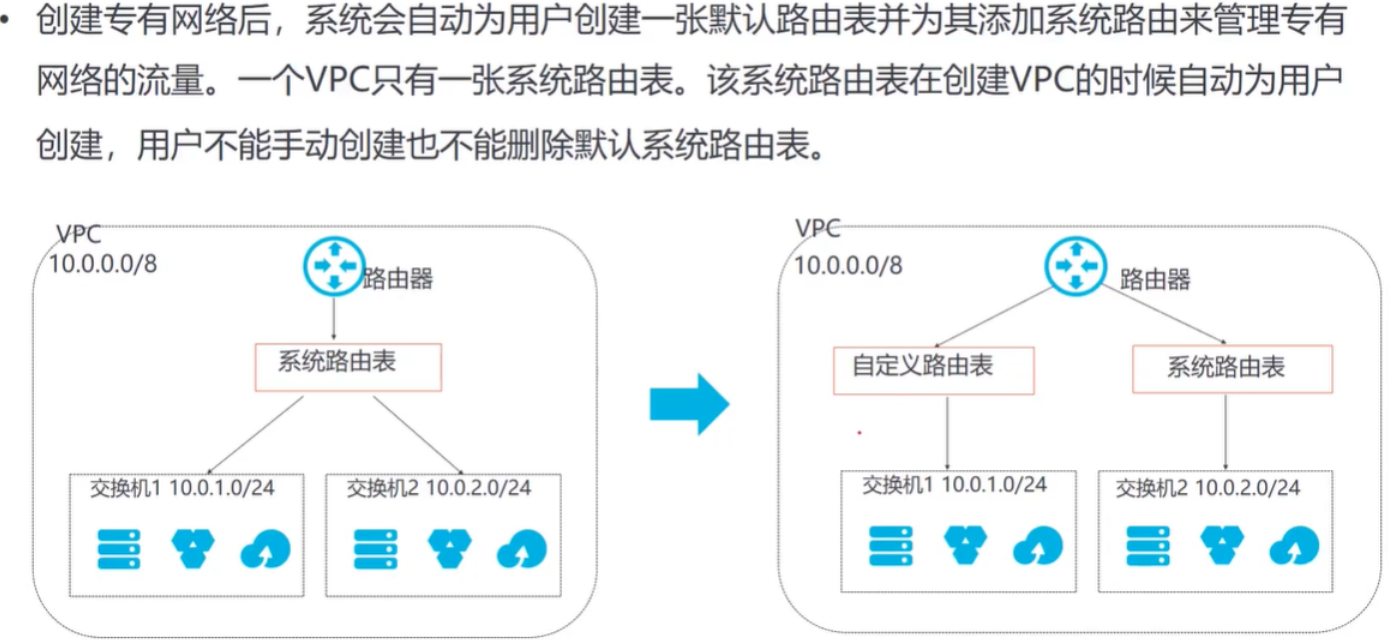 • 创建专有网络后，系统会自动为用户创建一张默认路由表并为其添加系统路由来管理专有
网络的流量。一个VPC只有一张系统路由表。该系统路由表在创建VPC的时候自动为用户
创建，用户不能手动创建也不能删除默认系统路由表。
VPC
10.0.0.0/8
路由器
系统路由表
交换机1 10.0.1.0/24
交换机2 10.0.2.0/24
VPC
10.0.0.0/8
路由器
自定义路由表
系统路由表
交换机1 10.0.1.0/24
交换机2 10.0.2.0/24